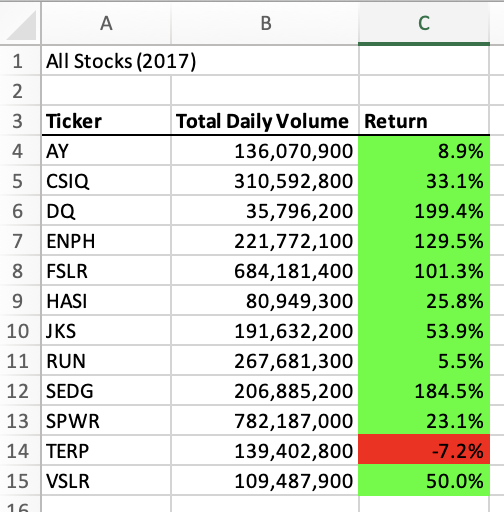 A B C
1 All Stocks (2017)
2
3 Ticker Total Daily Volume Return
4 AY 136,070,900 8.9%
5 CSIQ 310,592,800 33.1%
6 DQ 35,796,200 199.4%
7 ENPH 221,772,100 129.5%
8 FSLR 684,181,400 101.3%
9 HASI 80,949,300 25.8%
10 JKS 191,632,200 53.9%
11 RUN 267,681,300 5.5%
12 SEDG 206,885,200 184.5%
13 SPWR 782,187,000 23.1%
14 TERP 139,402,800 -7.2%
15 VSLR 109,487,900 50.0%
16